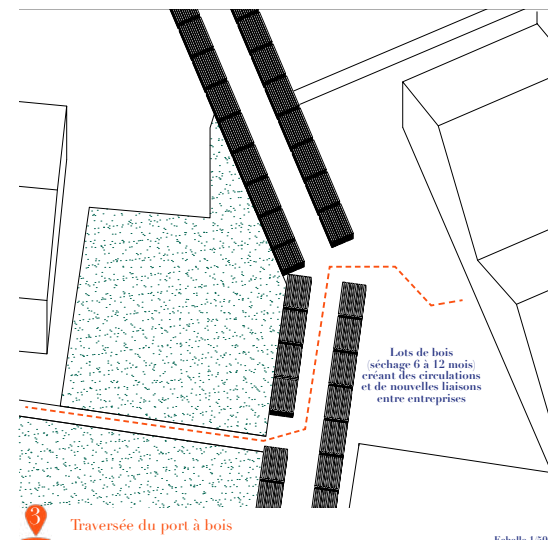 Lots de bois
(séchage 6 à 12 mois)
créant des circulations
et de nouvelles liaisons
entre entreprises
3
Traversée du port à bois